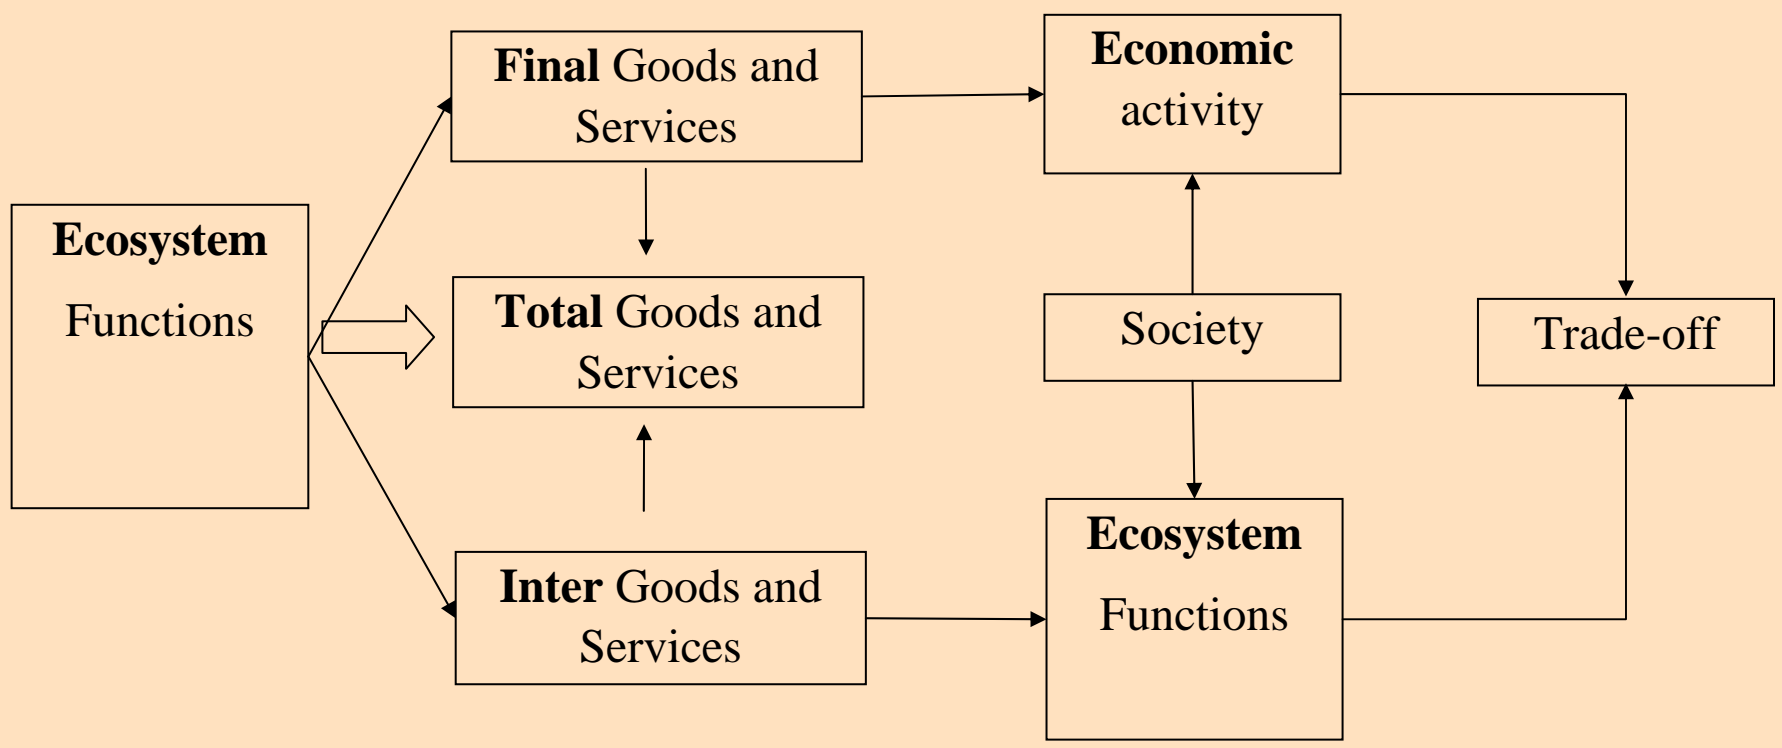 Final Goods and
Services
Economic
activity
Ecosystem
Functions
Total Goods and
Services
Society
Trade-off
Inter Goods and
Services
Ecosystem
Functions